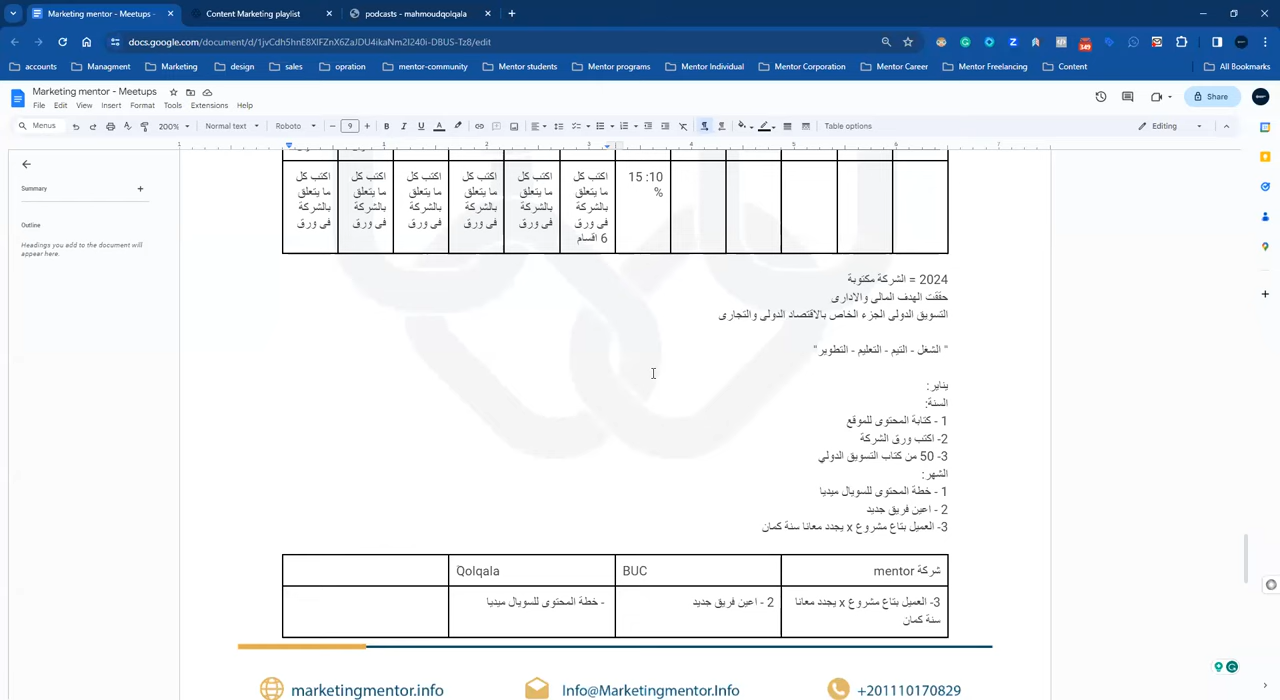 Marketing mentor - Meetups -
Content Marketing playlist
podcasts - mahmoudqolqala
docs.google.com/document/d/1jvCdh5hnE8XIFZnX6ZaJDU4ikaNm2I240i-DBUS-Tz8/edit
accounts
Managment
Marketing
design
sales
opration
mentor-community
Mentor students
Mentor programs
Mentor Individual
Mentor Corporation
Mentor Career
Mentor Freelancing
Content
All Bookmarks
Marketing mentor - Meetups
File Edit View Insert Format Tools Extensions Help
Share
Menus
200%
Normal text
Roboto
9
Table options
Editing
Summary
Outline
Headings you add to the document will
appear here.
15 :10
%
اكتب كل
ما يتعلق
بالشركة
فى ورق
6 اقسام
اكتب كل
ما يتعلق
بالشركة
فى ورق
اكتب كل
ما يتعلق
بالشركة
فى ورق
اكتب كل
ما يتعلق
بالشركة
فى ورق
اكتب كل
ما يتعلق
بالشركة
فى ورق
اكتب كل
ما يتعلق
بالشركة
فى ورق
2024 = الشركة مكتوبة
حققت الهدف المالى والادارى
التسويق الدولى الجزء الخاص بالاقتصاد الدولى والتجارى
" الشغل - التيم - التعليم - التطوير"
يناير:
السنة:
1 - كتابة المحتوى للموقع
2- اكتب ورق الشركة
3- 50 من كتاب التسويق الدولي
الشهر:
1 - خطة المحتوى للسويال ميديا
2 - اعين فريق جديد
3- العميل بتاع مشروع x يجدد معانا سنة كمان
شركة mentor
BUC
Qolqala
3- العميل بتاع مشروع x يجدد معانا
سنة كمان
2 - اعين فريق جديد
- خطة المحتوى للسويال ميديا
marketingmentor.info
Info@MarketingMentor.Info
+201110170829